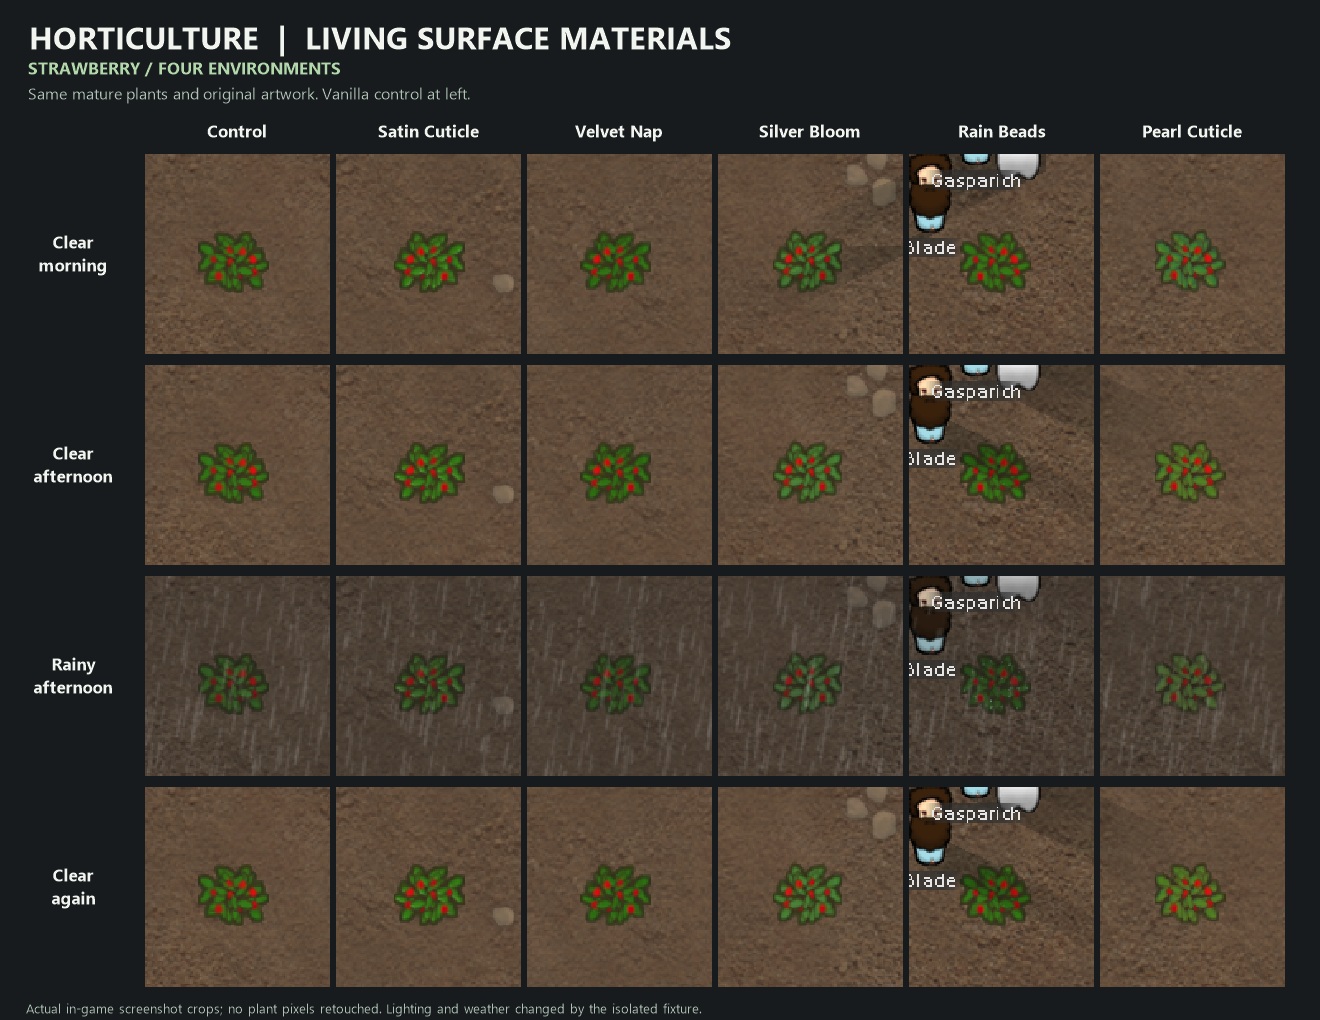 HORTICULTURE | LIVING SURFACE MATERIALS
STRAWBERRY / FOUR ENVIRONMENTS
Same mature plants and original artwork. Vanilla control at left.
Control Satin Cuticle Velvet Nap Silver Bloom Rain Beads Pearl Cuticle
Gasparich
Clear
morning
Blade
Gasparich
Clear
afternoon
Blade
Gasparich
Rainy
afternoon
Blade
Gasparich
Clear
again
Blade
Actual in-game screenshot crops; no plant pixels retouched. Lighting and weather changed by the isolated fixture.